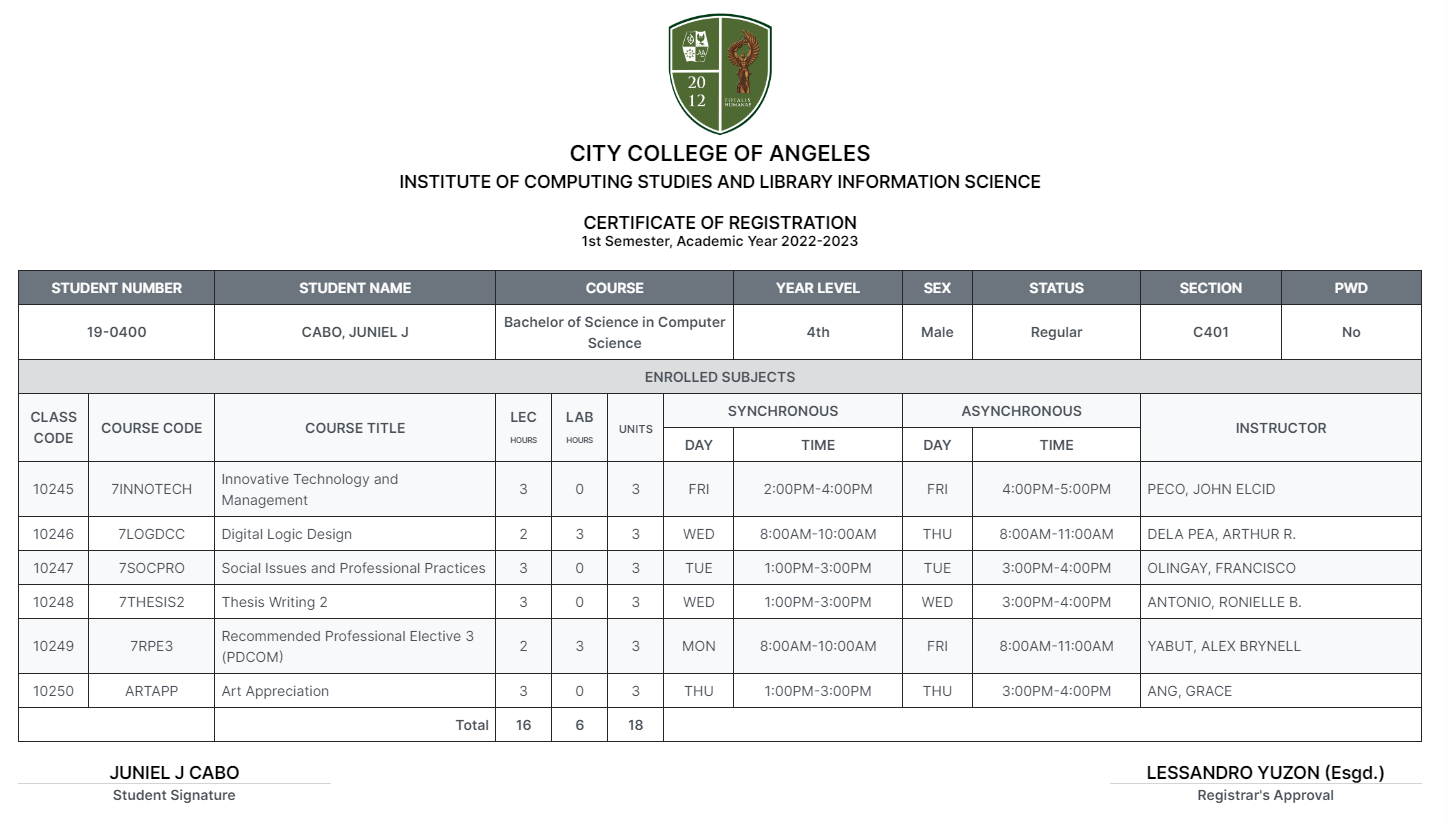 20
12
TOTALIS
HUMANAE
CITY COLLEGE OF ANGELES
INSTITUTE OF COMPUTING STUDIES AND LIBRARY INFORMATION SCIENCE
CERTIFICATE OF REGISTRATION
1st Semester, Academic Year 2022-2023
STUDENT NUMBER STUDENT NAME COURSE YEAR LEVEL SEX STATUS SECTION PWD
19-0400 CABO, JUNIEL J Bachelor of Science in Computer Science 4th Male Regular C401 No
ENROLLED SUBJECTS
CLASS CODE COURSE CODE COURSE TITLE LEC HOURS LAB HOURS UNITS SYNCHRONOUS ASYNCHRONOUS INSTRUCTOR
DAY TIME DAY TIME
10245 7INNOTECH Innovative Technology and Management 3 0 3 FRI 2:00PM-4:00PM FRI 4:00PM-5:00PM PECO, JOHN ELCID
10246 7LOGDCC Digital Logic Design 2 3 3 WED 8:00AM-10:00AM THU 8:00AM-11:00AM DELA PEA, ARTHUR R.
10247 7SOCPRO Social Issues and Professional Practices 3 0 3 TUE 1:00PM-3:00PM TUE 3:00PM-4:00PM OLINGAY, FRANCISCO
10248 7THESIS2 Thesis Writing 2 3 0 3 WED 1:00PM-3:00PM WED 3:00PM-4:00PM ANTONIO, RONIELLE B.
10249 7RPE3 Recommended Professional Elective 3 (PDCOM) 2 3 3 MON 8:00AM-10:00AM FRI 8:00AM-11:00AM YABUT, ALEX BRYNELL
10250 ARTAPP Art Appreciation 3 0 3 THU 1:00PM-3:00PM THU 3:00PM-4:00PM ANG, GRACE
Total 16 6 18
JUNIEL J CABO LESSANDRO YUZON (Esgd.)
Student Signature Registrar's Approval